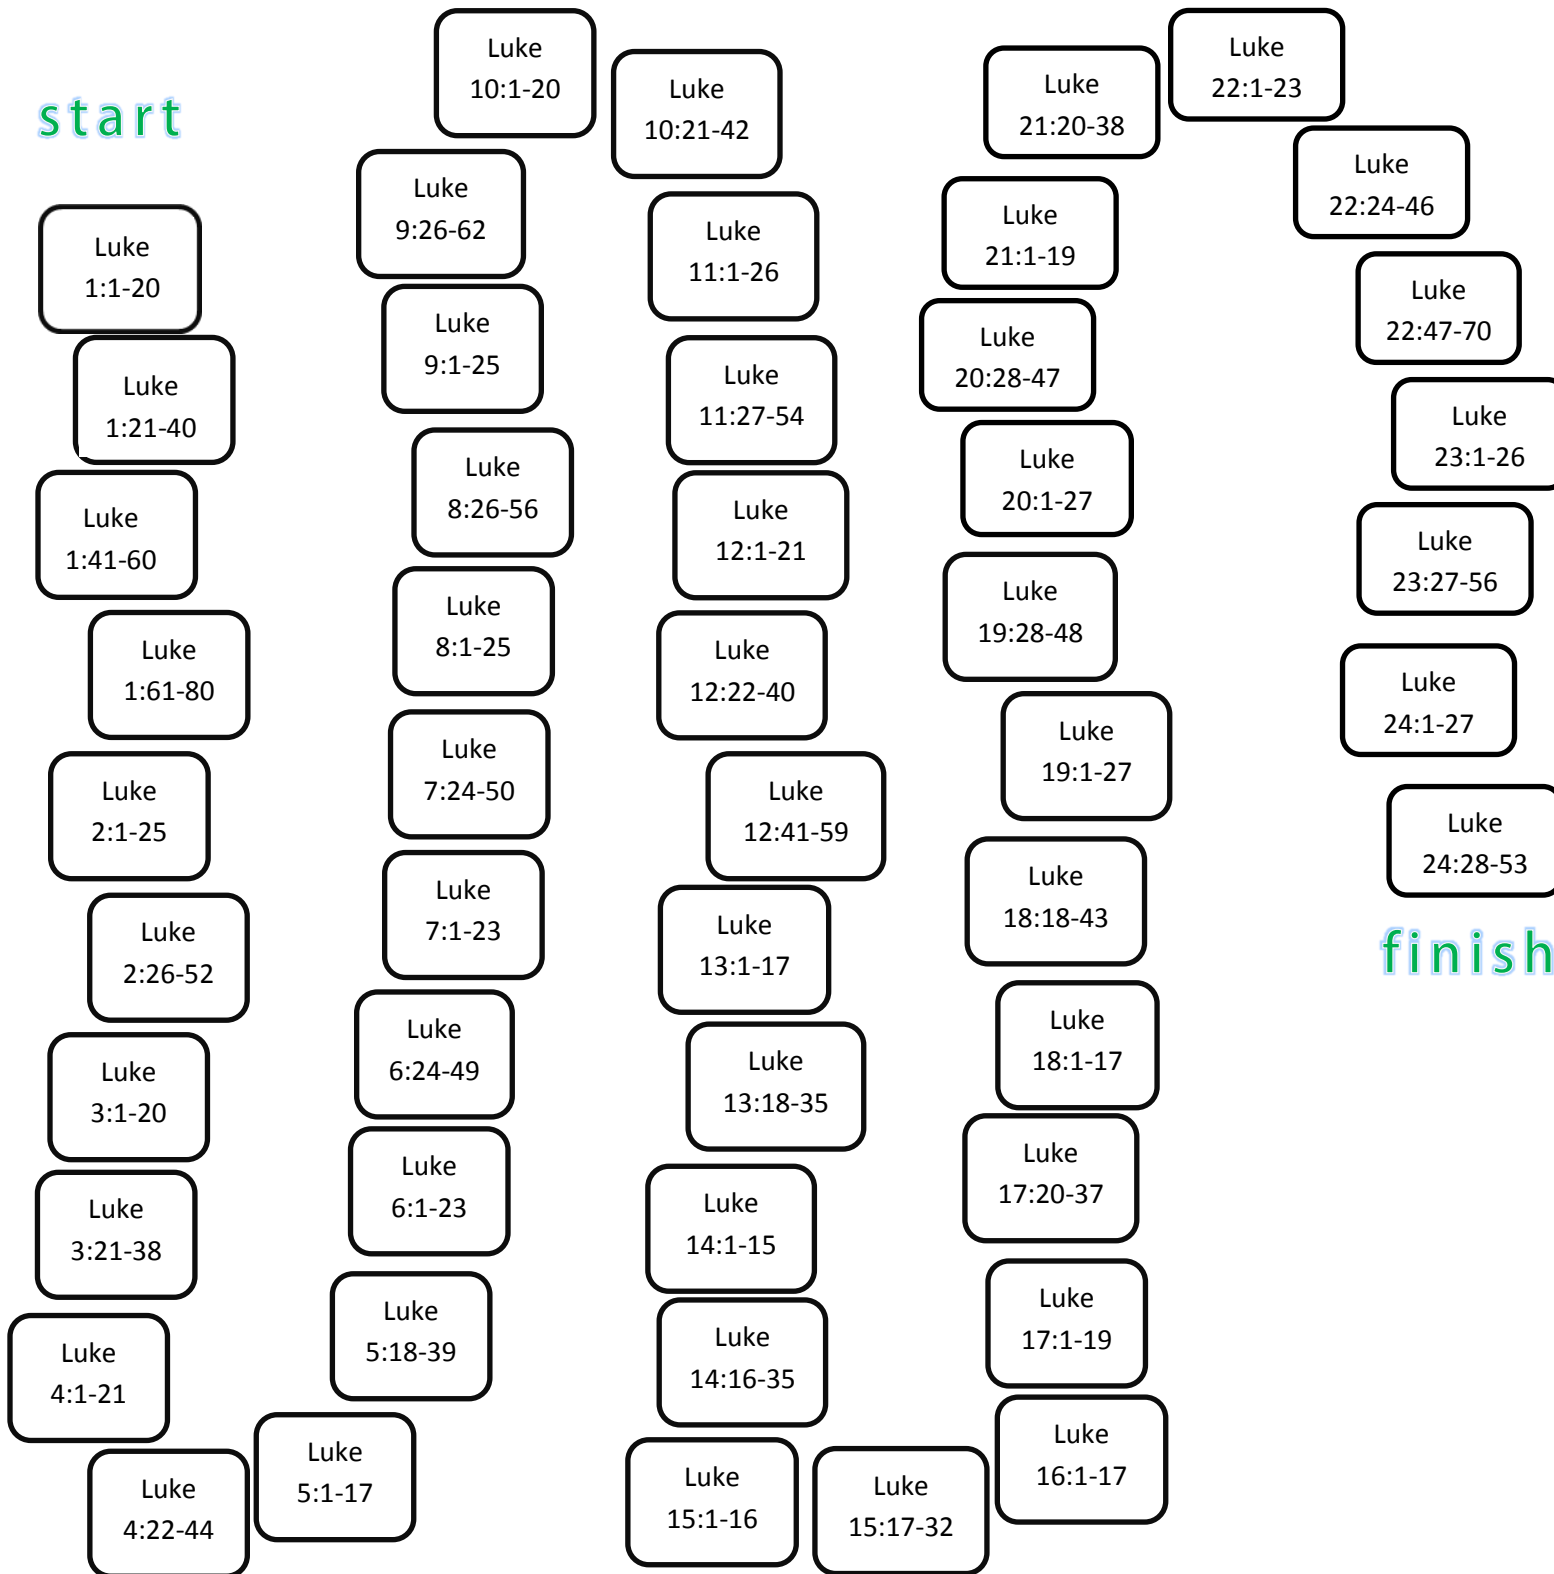 start
Luke
1:1-20
Luke
1:21-40
Luke
1:41-60
Luke
1:61-80
Luke
2:1-25
Luke
2:26-52
Luke
3:1-20
Luke
3:21-38
Luke
4:1-21
Luke
4:22-44
Luke
5:1-17
Luke
5:18-39
Luke
6:1-23
Luke
6:24-49
Luke
7:1-23
Luke
7:24-50
Luke
8:1-25
Luke
8:26-56
Luke
9:1-25
Luke
9:26-62
Luke
10:1-20
Luke
10:21-42
Luke
11:1-26
Luke
11:27-54
Luke
12:1-21
Luke
12:22-40
Luke
12:41-59
Luke
13:1-17
Luke
13:18-35
Luke
14:1-15
Luke
14:16-35
Luke
15:1-16
Luke
15:17-32
Luke
16:1-17
Luke
17:1-19
Luke
17:20-37
Luke
18:1-17
Luke
18:18-43
Luke
19:1-27
Luke
19:28-48
Luke
20:1-27
Luke
20:28-47
Luke
21:1-19
Luke
21:20-38
Luke
22:1-23
Luke
22:24-46
Luke
22:47-70
Luke
23:1-26
Luke
23:27-56
Luke
24:1-27
Luke
24:28-53
finish